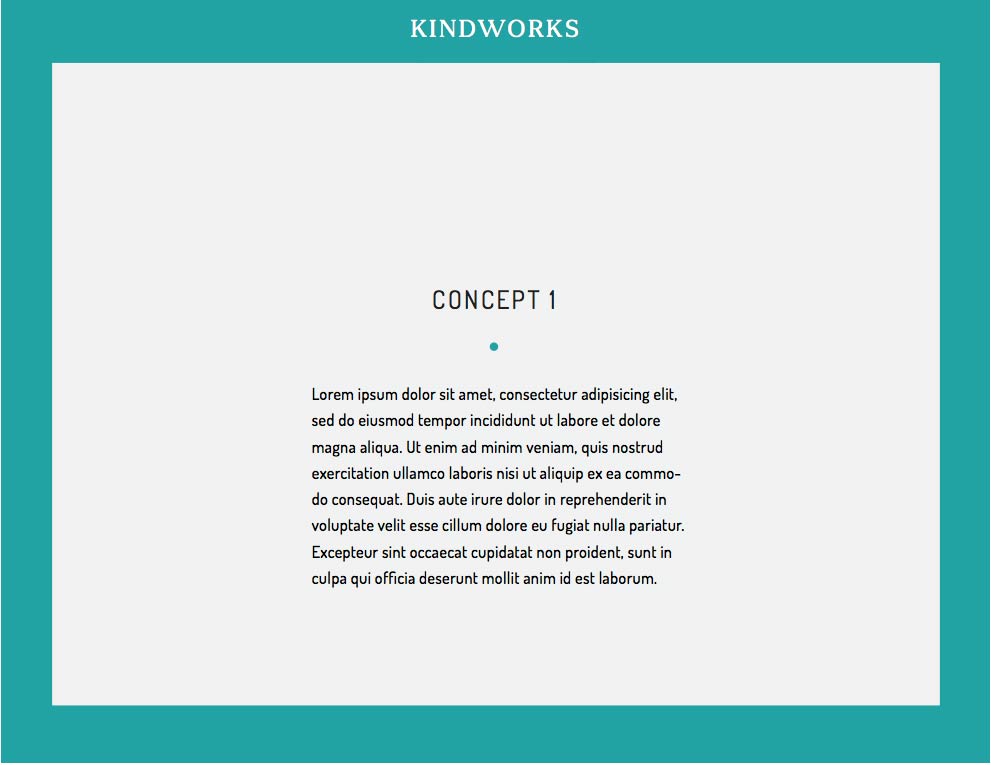 KINDWORKS
CONCEPT 1
Lorem ipsum dolor sit amet, consectetur adipisicing elit,
sed do eiusmod tempor incididunt ut labore et dolore
magna aliqua. Ut enim ad minim veniam, quis nostrud
exercitation ullamco laboris nisi ut aliquip ex ea commo-
do consequat. Duis aute irure dolor in reprehenderit in
voluptate velit esse cillum dolore eu fugiat nulla pariatur.
Excepteur sint occaecat cupidatat non proident, sunt in
culpa qui officia deserunt mollit anim id est laborum.